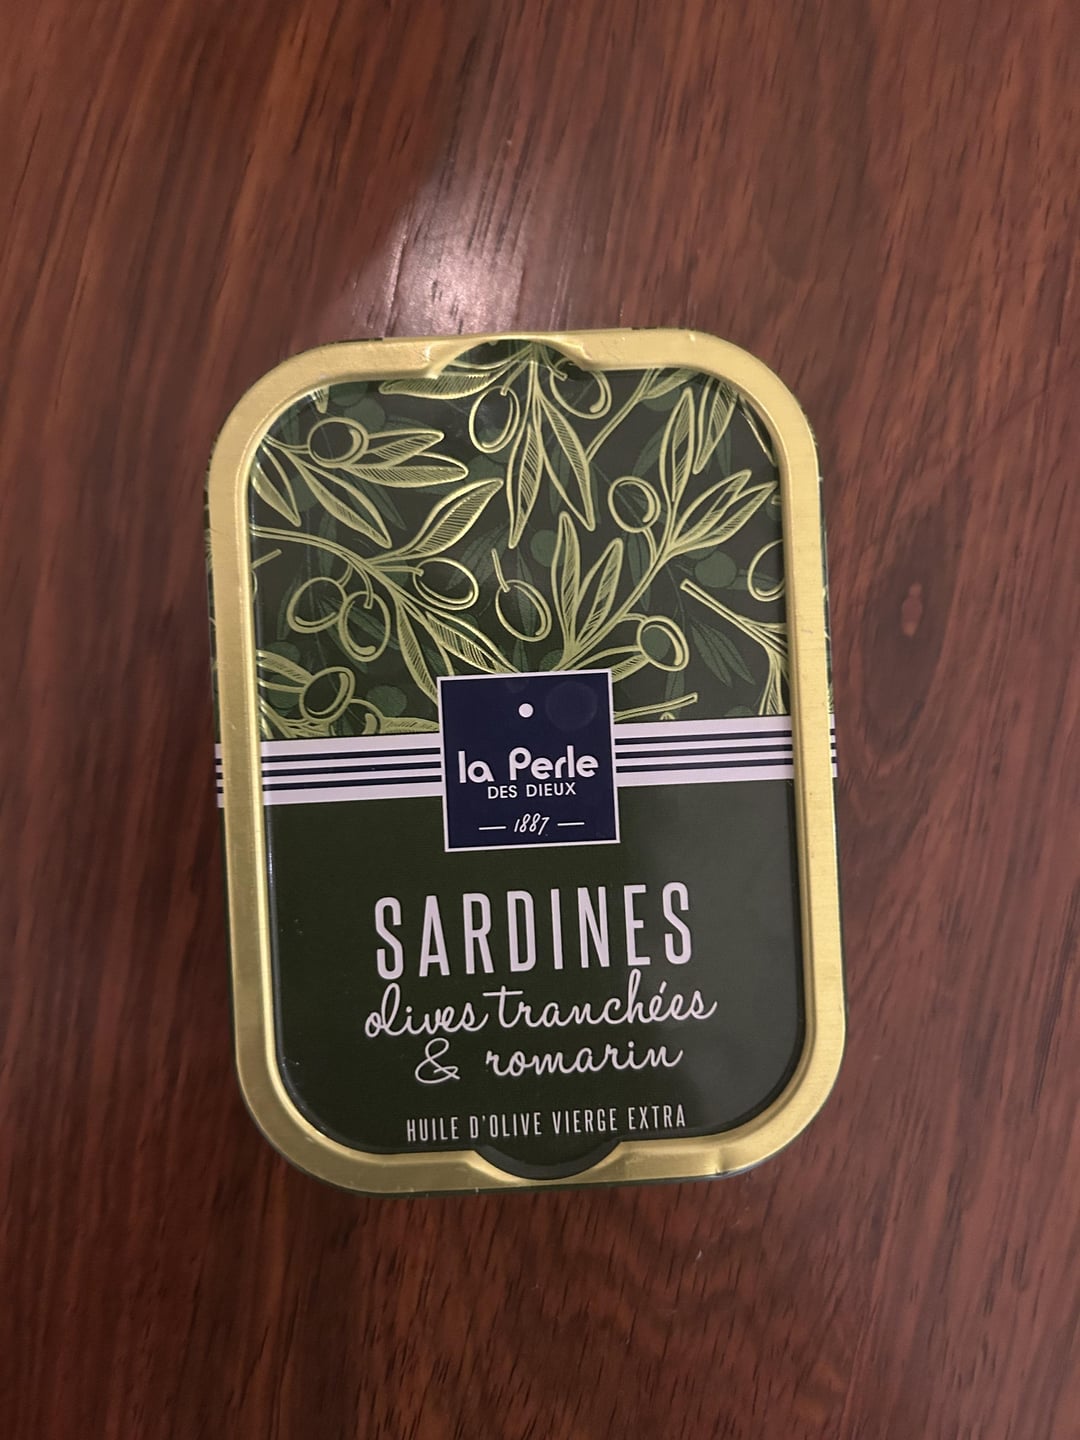 la Perle
DES DIEUX
1887
SARDINES
olives tranchées
& romarin
HUILE D'OLIVE VIERGE EXTRA